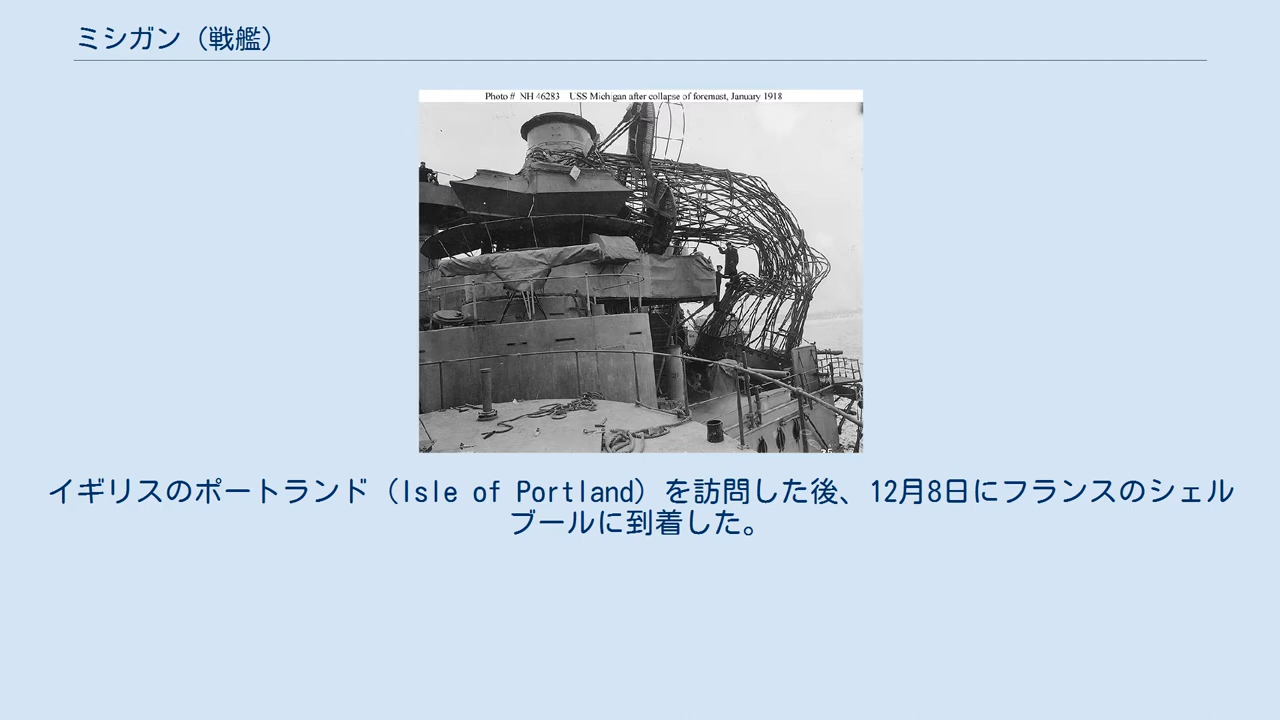 ミシガン（戦艦）
Photo # NH 46283 USS Michigan after collapse of foremast, January 1918
イギリスのポートランド（Isle of Portland）を訪問した後、12月8日にフランスのシェル
ブールに到着した。